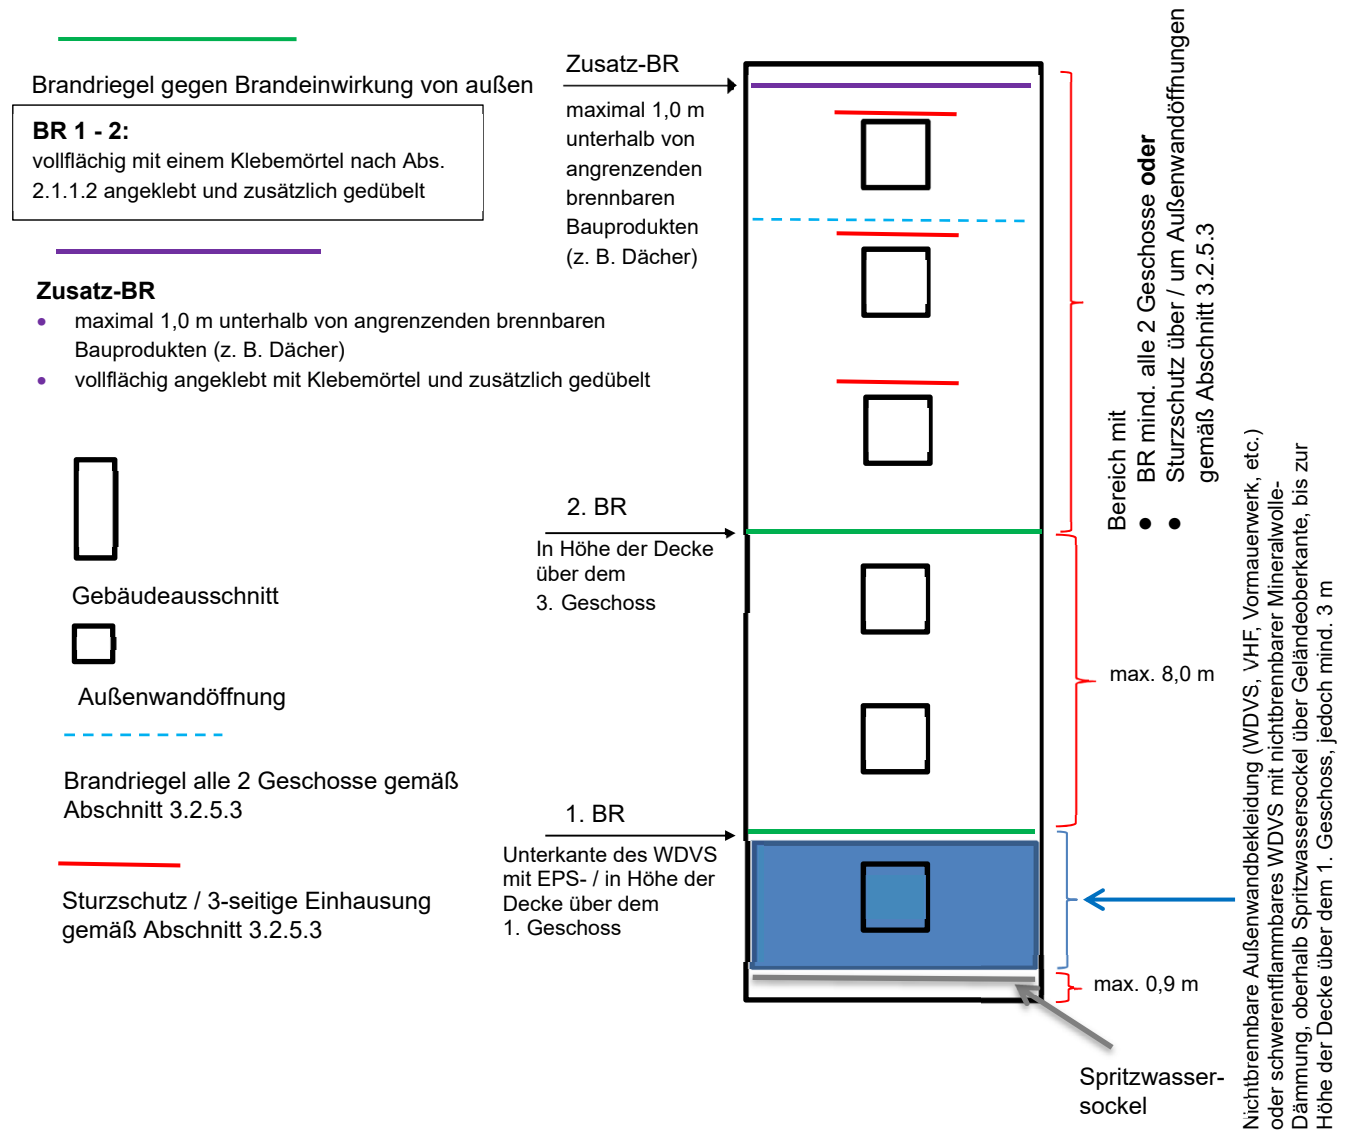 Brandriegel gegen Brandeinwirkung von außen
BR 1 - 2:
vollflächig mit einem Klebemörtel nach Abs.
2.1.1.2 angeklebt und zusätzlich gedübelt
Zusatz-BR
• maximal 1,0 m unterhalb von angrenzenden brennbaren
Bauprodukten (z. B. Dächer)
• vollflächig angeklebt mit Klebemörtel und zusätzlich gedübelt
Gebäudeausschnitt
Außenwandöffnung
Brandriegel alle 2 Geschosse gemäß
Abschnitt 3.2.5.3
Sturzschutz / 3-seitige Einhausung
gemäß Abschnitt 3.2.5.3
Zusatz-BR
maximal 1,0 m
unterhalb von
angrenzenden
brennbaren
Bauprodukten
(z. B. Dächer)
2. BR
In Höhe der Decke
über dem
3. Geschoss
1. BR
Unterkante des WDVS
mit EPS- / in Höhe der
Decke über dem
1. Geschoss
Bereich mit
● BR mind. alle 2 Geschosse oder
● Sturzschutz über / um Außenwandöffnungen
gemäß Abschnitt 3.2.5.3
max. 8,0 m
max. 0,9 m
Spritzwasser-
sockel
Nichtbrennbare Außenwandbekleidung (WDVS, VHF, Vormauerwerk, etc.)
oder schwerentflammbares WDVS mit nichtbrennbarer Mineralwolle-
Dämmung, oberhalb Spritzwassersockel über Geländeoberkante, bis zur
Höhe der Decke über dem 1. Geschoss, jedoch mind. 3 m